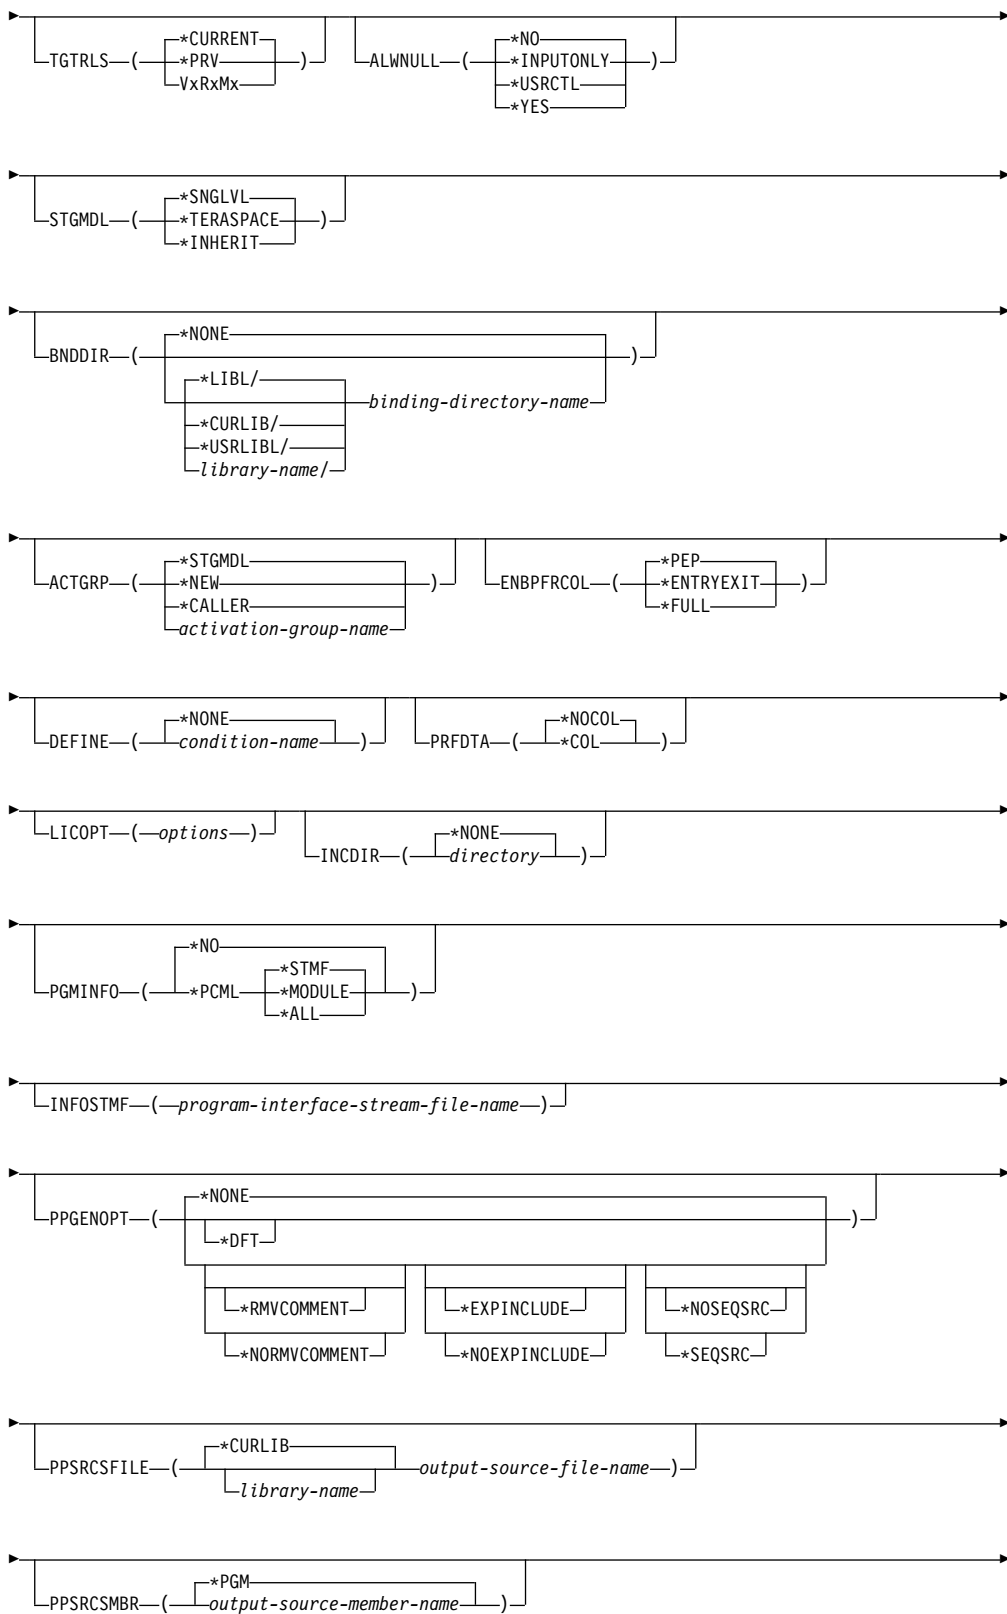 *CURRENT *NO
TGTRLS ( *PRV ) ALWNULL ( *INPUTONLY )
VxRxMx *USRCTL
*YES
*SNGLVL
STGMDL ( *TERASPACE )
*INHERIT
*NONE
BNDDIR ( )
*LIBL/
binding-directory-name
*CURLIB/
*USRLIBL/
library-name/
*STGMDL *PEP
ACTGRP ( *NEW ) ENBPFRCOL ( *ENTRYEXIT )
*CALLER *FULL
activation-group-name
*NONE *NOCOL
DEFINE ( condition-name ) PRFDTA ( *COL )
LICOPT ( options ) *NONE
INCDIR ( directory )
*NO
*STMF
PGMINFO ( *PCML *MODULE )
*ALL
INFOSTMF ( program-interface-stream-file-name )
*NONE
PPGENOPT ( )
*DFT
*RMVCOMMENT *EXPINCLUDE *NOSEQSRC
*NORMVCOMMENT *NOEXPINCLUDE *SEQSRC
*CURLIB
PPSRCSFILE ( output-source-file-name )
library-name
*PGM
PPSRCSMBR ( output-source-member-name )